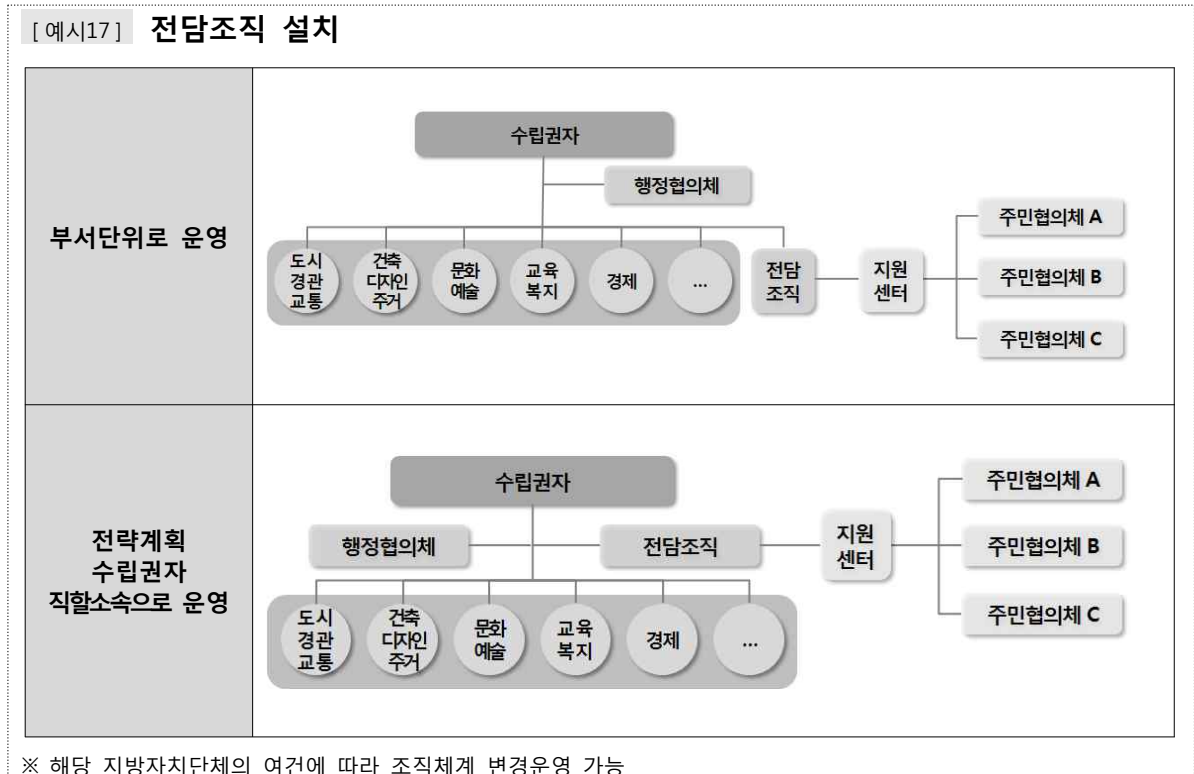 [예시17] 전담조직 설치
부서단위로 운영
수립권자
행정협의체
도시
경관
교통
건축
디자인
주거
문화
예술
교육
복지
경제
...
전담
조직
지원
센터
주민협의체 A
주민협의체 B
주민협의체 C
전략계획
수립권자
직할소속으로 운영
수립권자
행정협의체
전담조직
도시
경관
교통
건축
디자인
주거
문화
예술
교육
복지
경제
...
지원
센터
주민협의체 A
주민협의체 B
주민협의체 C
※ 해당 지방자치단체의 여건에 따라 조직체계 변경운영 가능